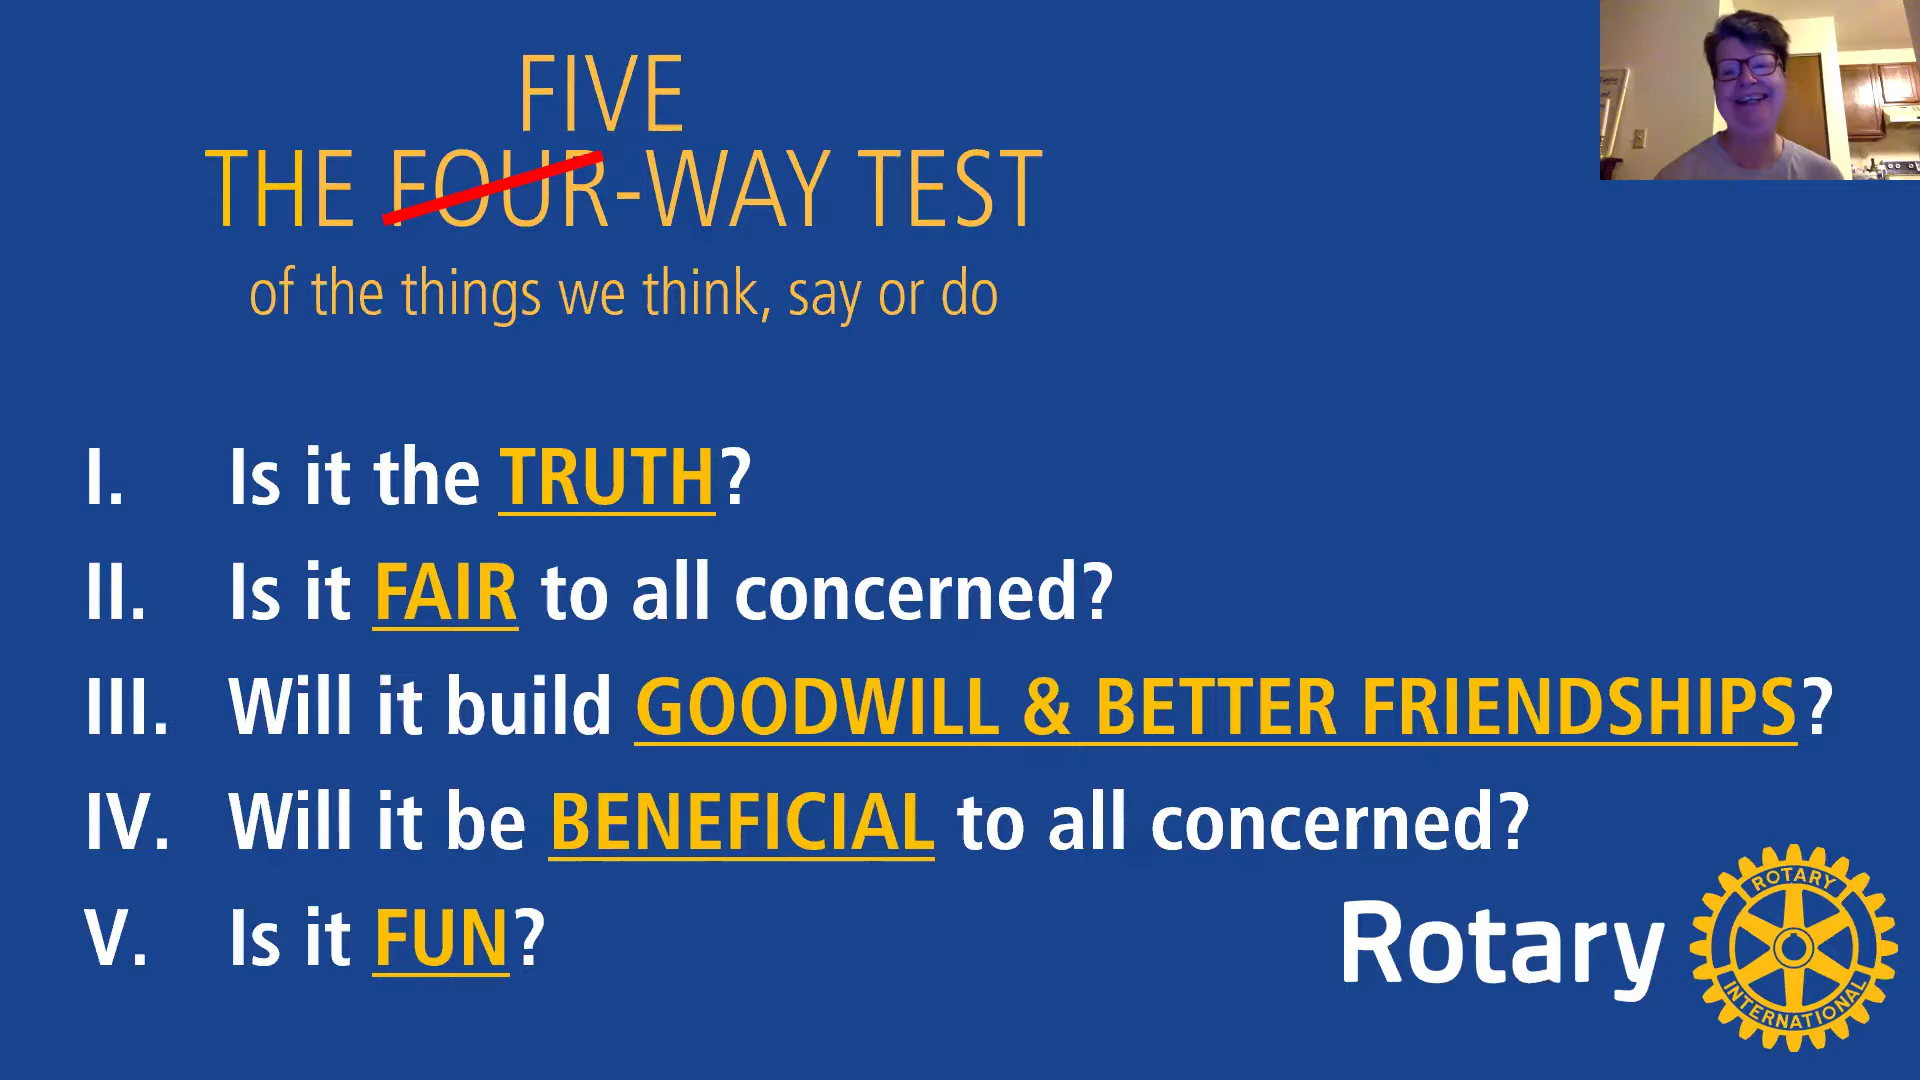 FIVE
THE FOUR-WAY TEST
of the things we think, say or do
I. Is it the TRUTH?
II. Is it FAIR to all concerned?
III. Will it build GOODWILL & BETTER FRIENDSHIPS?
IV. Will it be BENEFICIAL to all concerned?
V. Is it FUN?
Rotary
ROTARY
INTERNATIONAL